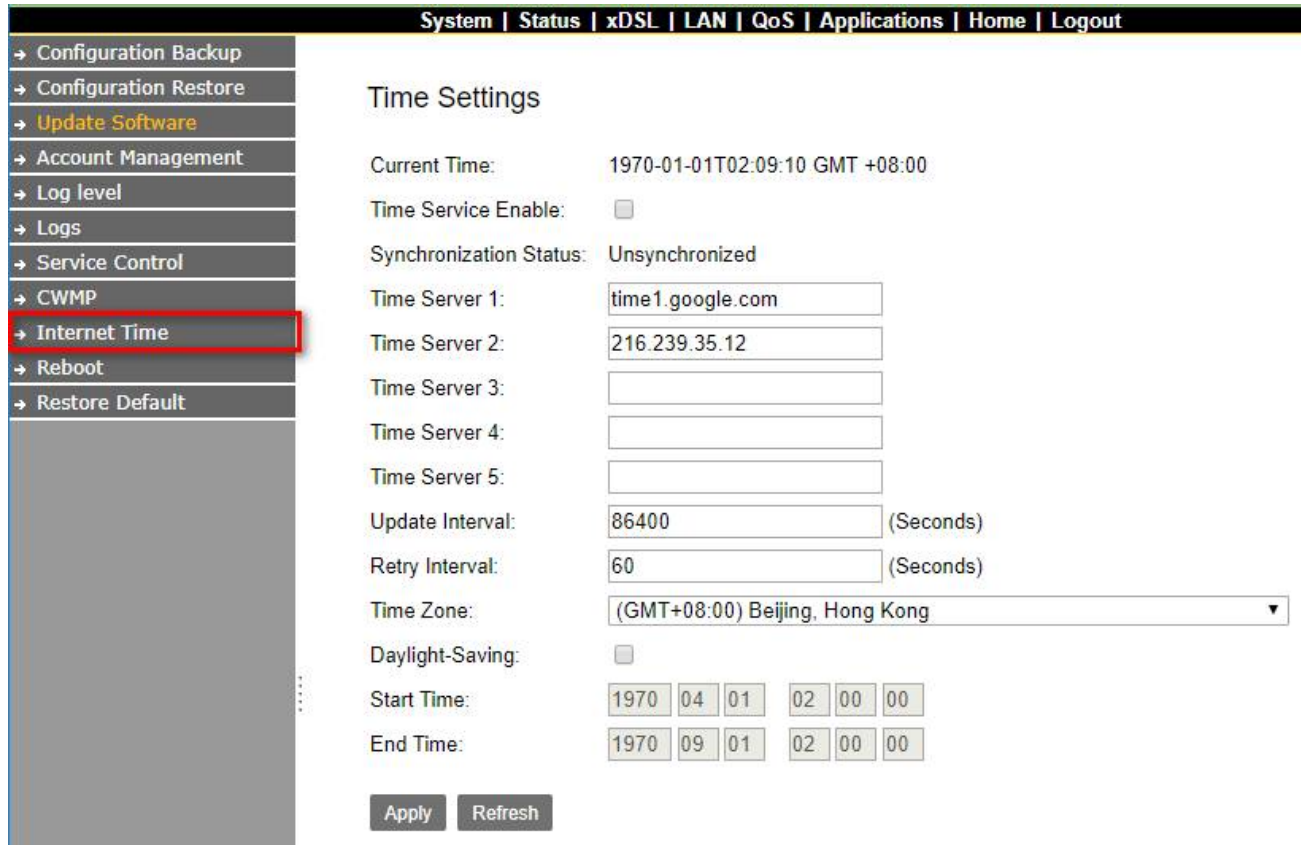 System | Status | xDSL | LAN | QoS | Applications | Home | Logout
Configuration Backup
Configuration Restore
Update Software
Account Management
Log level
Logs
Service Control
CWMP
Internet Time
Reboot
Restore Default
Time Settings
Current Time: 1970-01-01T02:09:10 GMT +08:00
Time Service Enable:
Synchronization Status: Unsynchronized
Time Server 1: time1.google.com
Time Server 2: 216.239.35.12
Time Server 3:
Time Server 4:
Time Server 5:
Update Interval: 86400 (Seconds)
Retry Interval: 60 (Seconds)
Time Zone: (GMT+08:00) Beijing, Hong Kong
Daylight-Saving:
Start Time: 1970 04 01 02 00 00
End Time: 1970 09 01 02 00 00
Apply Refresh